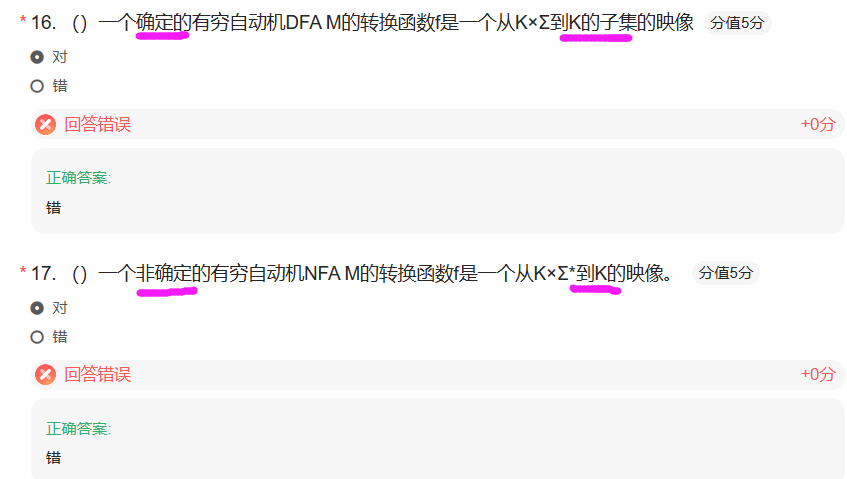 * 16. （）一个确定的有穷自动机DFA M的转换函数f是一个从K×Σ到K的子集的映像 分值5分
对
错
回答错误 +0分
正确答案:
错
* 17. （）一个非确定的有穷自动机NFA M的转换函数f是一个从K×Σ*到K的映像。 分值5分
对
错
回答错误 +0分
正确答案:
错